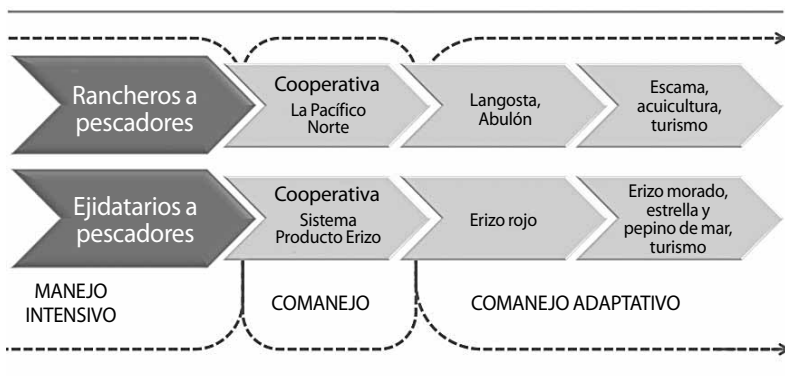 Rancheros a
pescadores
Cooperativa
La Pacífico
Norte
Langosta,
Abulón
Escama,
acuicultura,
turismo
Ejidatarios a
pescadores
Cooperativa
Sistema
Producto Erizo
Erizo rojo
Erizo morado,
estrella y
pepino de mar,
turismo
MANEJO
INTENSIVO
COMANEJO
COMANEJO ADAPTATIVO